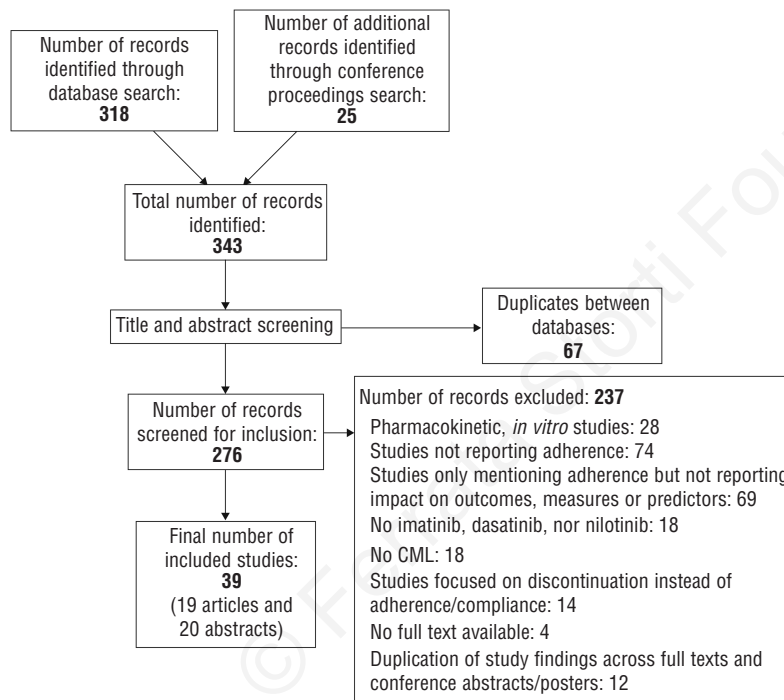 Number of records
identified through
database search:
318
Number of additional
records identified
through conference
proceedings search:
25
Total number of records
identified:
343
Title and abstract screening
Duplicates between
databases:
67
Number of records
screened for inclusion:
276
Number of records excluded: 237
Pharmacokinetic, in vitro studies: 28
Studies not reporting adherence: 74
Studies only mentioning adherence but not reporting
impact on outcomes, measures or predictors: 69
No imatinib, dasatinib, nor nilotinib: 18
No CML: 18
Studies focused on discontinuation instead of
adherence/compliance: 14
No full text available: 4
Duplication of study findings across full texts and
conference abstracts/posters: 12
Final number of
included studies:
39
(19 articles and
20 abstracts)
© Ferrata Storti